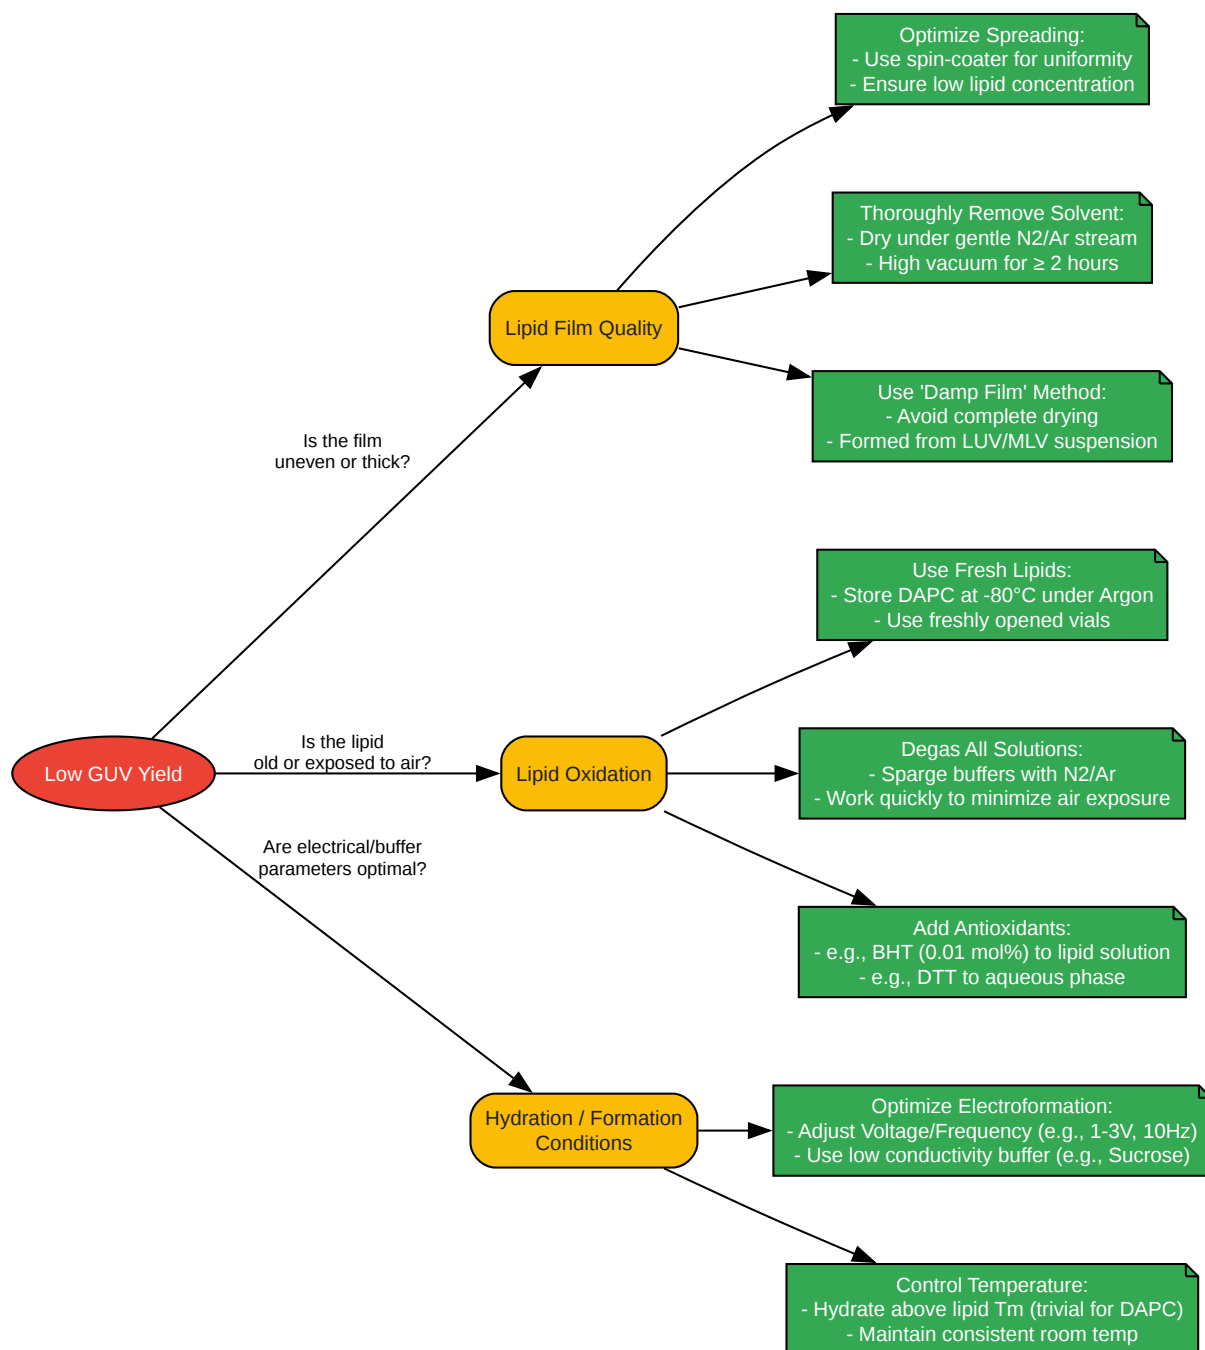 Optimize Spreading:
- Use spin-coater for uniformity
- Ensure low lipid concentration
Thoroughly Remove Solvent:
- Dry under gentle N2/Ar stream
- High vacuum for ≥ 2 hours
Lipid Film Quality
Use 'Damp Film' Method:
- Avoid complete drying
- Formed from LUV/MLV suspension
Is the film
uneven or thick?
Use Fresh Lipids:
- Store DAPC at -80°C under Argon
- Use freshly opened vials
Low GUV Yield
Is the lipid
old or exposed to air?
Lipid Oxidation
Degas All Solutions:
- Sparge buffers with N2/Ar
- Work quickly to minimize air exposure
Are electrical/buffer
parameters optimal?
Add Antioxidants:
- e.g., BHT (0.01 mol%) to lipid solution
- e.g., DTT to aqueous phase
Hydration / Formation
Conditions
Optimize Electroformation:
- Adjust Voltage/Frequency (e.g., 1-3V, 10Hz)
- Use low conductivity buffer (e.g., Sucrose)
Control Temperature:
- Hydrate above lipid Tm (trivial for DAPC)
- Maintain consistent room temp